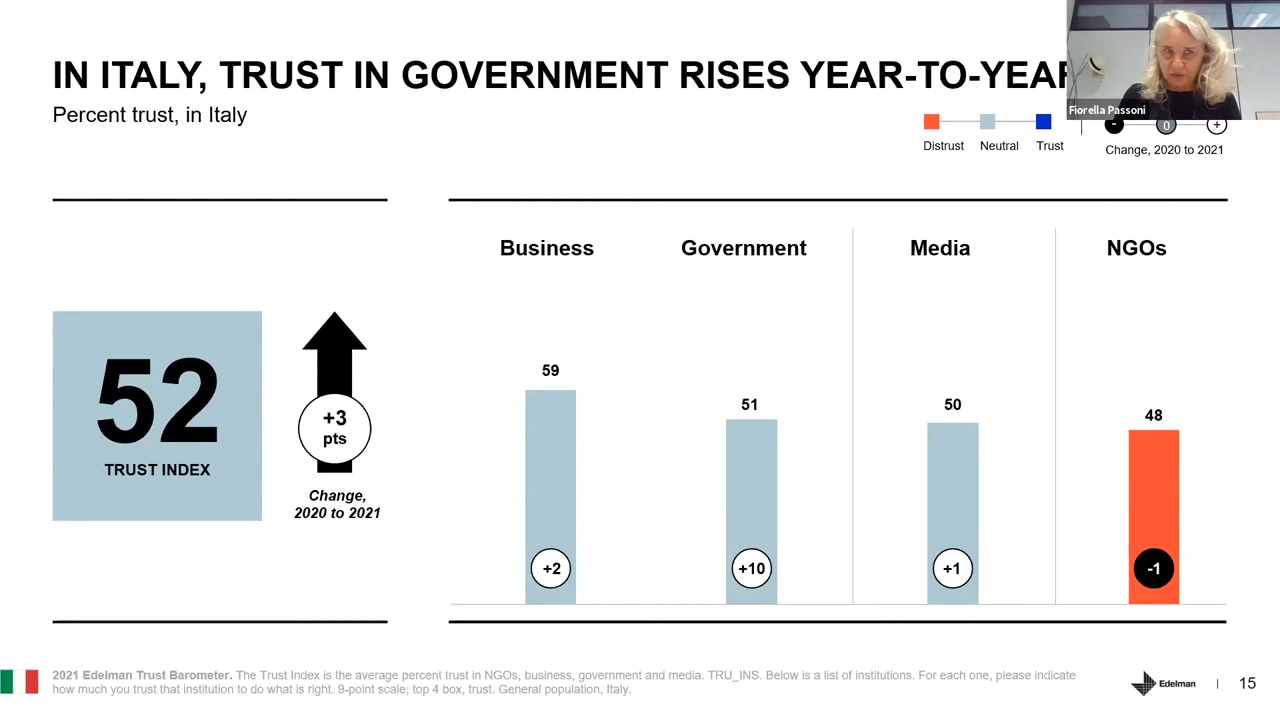 IN ITALY, TRUST IN GOVERNMENT RISES YEAR-TO-YEAR
Percent trust, in Italy
Fiorella Passoni
Distrust Neutral Trust
- 0 +
Change, 2020 to 2021
Business Government Media NGOs
52
TRUST INDEX
+3
pts
Change,
2020 to 2021
59
51
50
48
+2
+10
+1
-1
2021 Edelman Trust Barometer. The Trust Index is the average percent trust in NGOs, business, government and media. TRU_INS. Below is a list of institutions. For each one, please indicate
how much you trust that institution to do what is right. 9-point scale; top 4 box, trust. General population, Italy.
Edelman
15